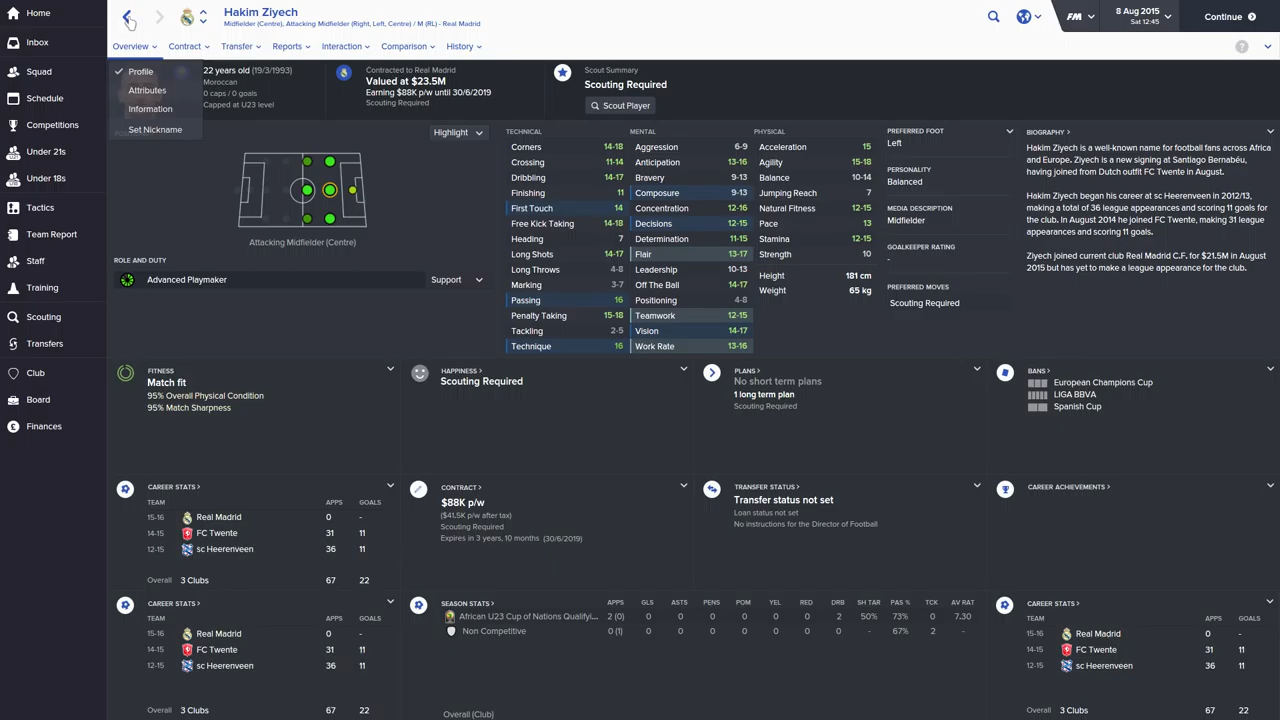 Home
Inbox
Squad
Schedule
Competitions
Under 21s
Under 18s
Tactics
Team Report
Staff
Training
Scouting
Transfers
Club
Board
Finances
Hakim Ziyech
Midfielder (Centre), Attacking Midfielder (Right, Left, Centre) / M (RL) - Real Madrid
FM
8 Aug 2015
Sat 12:45
Continue
Overview Contract Transfer Reports Interaction Comparison History
Profile
Attributes
Information
Set Nickname
22 years old (19/3/1993)
Moroccan
0 caps / 0 goals
Capped at U23 level
Contracted to Real Madrid
Valued at $23.5M
Earning $88K p/w until 30/6/2019
Scouting Required
Scout Summary
Scouting Required
Scout Player
Highlight
Attacking Midfielder (Centre)
ROLE AND DUTY
Advanced Playmaker Support
TECHNICAL
Corners 14-18
Crossing 11-14
Dribbling 14-17
Finishing 11
First Touch 14
Free Kick Taking 14-18
Heading 7
Long Shots 14-17
Long Throws 4-8
Marking 3-7
Passing 16
Penalty Taking 15-18
Tackling 2-5
Technique 16
MENTAL
Aggression 6-9
Anticipation 13-16
Bravery 9-13
Composure 9-13
Concentration 12-16
Decisions 12-15
Determination 11-15
Flair 13-17
Leadership 10-13
Off The Ball 14-17
Positioning 4-8
Teamwork 12-15
Vision 14-17
Work Rate 13-16
PHYSICAL
Acceleration 15
Agility 15-18
Balance 10-14
Jumping Reach 7
Natural Fitness 12-15
Pace 13
Stamina 12-15
Strength 10
Height 181 cm
Weight 65 kg
PREFERRED FOOT
Left
PERSONALITY
Balanced
MEDIA DESCRIPTION
Midfielder
GOALKEEPER RATING
-
PREFERRED MOVES
Scouting Required
BIOGRAPHY >
Hakim Ziyech is a well-known name for football fans across Africa
and Europe. Ziyech is a new signing at Santiago Bernabéu,
having joined from Dutch outfit FC Twente in August.
Hakim Ziyech began his career at sc Heerenveen in 2012/13,
making a total of 36 league appearances and scoring 11 goals for
the club. In August 2014 he joined FC Twente, making 31 league
appearances and scoring 11 goals.
Ziyech joined current club Real Madrid C.F. for $21.5M in August
2015 but has yet to make a league appearance for the club.
FITNESS
Match fit
95% Overall Physical Condition
95% Match Sharpness
HAPPINESS >
Scouting Required
PLANS >
No short term plans
1 long term plan
Scouting Required
BANS >
European Champions Cup
LIGA BBVA
Spanish Cup
CAREER STATS >
TEAM APPS GOALS
15-16 Real Madrid 0 -
14-15 FC Twente 31 11
12-15 sc Heerenveen 36 11
Overall 3 Clubs 67 22
CONTRACT >
$88K p/w
($41.5K p/w after tax)
Scouting Required
Expires in 3 years, 10 months (30/6/2019)
TRANSFER STATUS >
Transfer status not set
Loan status not set
No instructions for the Director of Football
CAREER ACHIEVEMENTS >
CAREER STATS >
TEAM APPS GOALS
15-16 Real Madrid 0 -
14-15 FC Twente 31 11
12-15 sc Heerenveen 36 11
Overall 3 Clubs 67 22
SEASON STATS > APPS GLS ASTS PENS POM YEL RED DRB SH TAR PAS % TCK AV RAT
African U23 Cup of Nations Qualifyi... 2 (0) 0 0 0 0 0 0 2 50% 73% 0 7.30
Non Competitive 0 (1) 0 0 0 0 0 0 0 - 67% 2 -
Overall (Club)
CAREER STATS >
TEAM APPS GOALS
15-16 Real Madrid 0 -
14-15 FC Twente 31 11
12-15 sc Heerenveen 36 11
Overall 3 Clubs 67 22